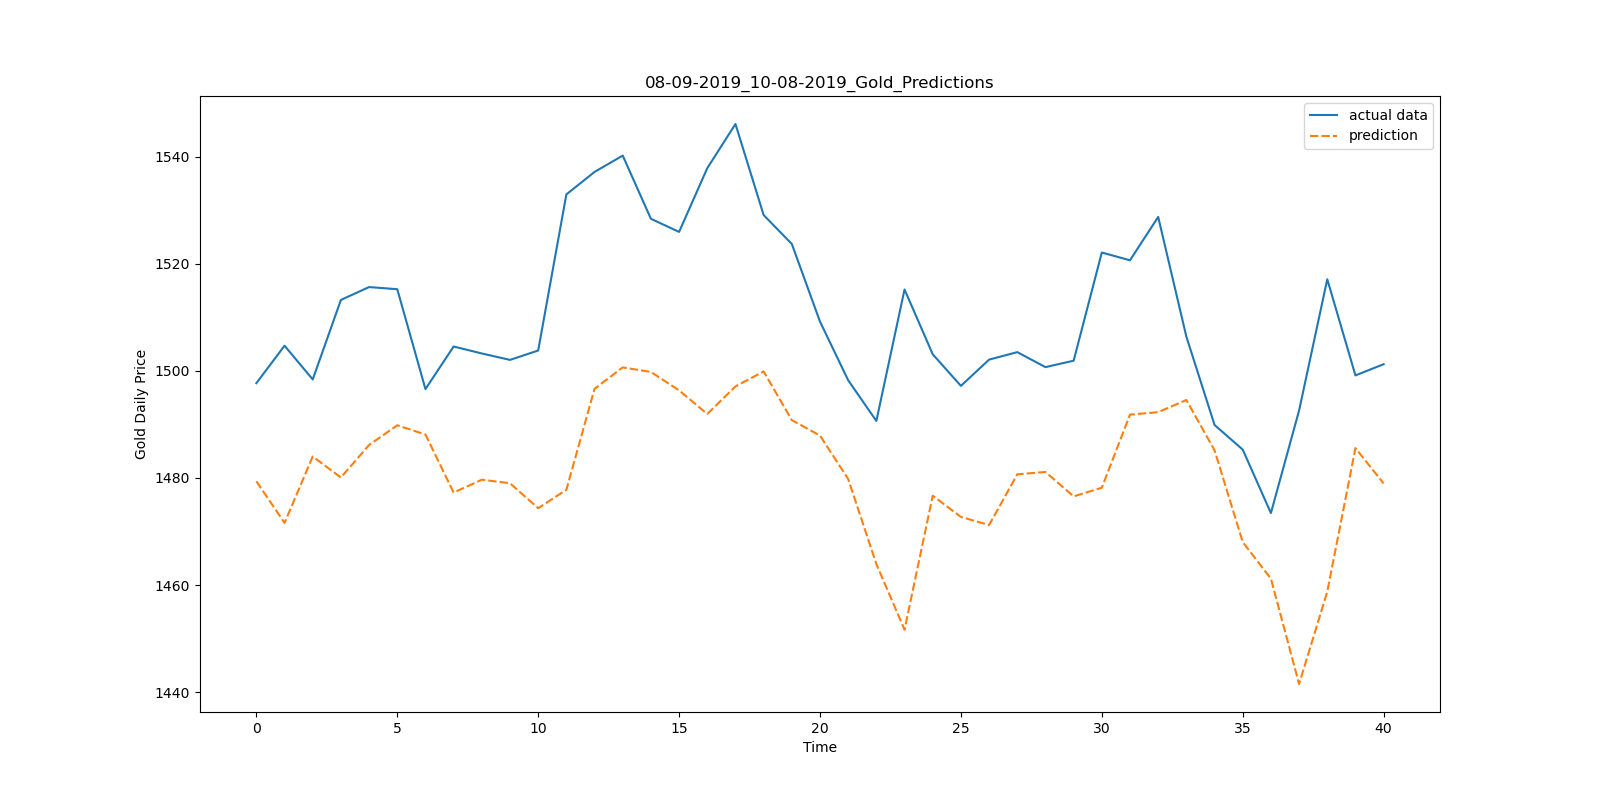 08-09-2019_10-08-2019_Gold_Predictions
actual data
prediction
Gold Daily Price
1540
1520
1500
1480
1460
1440
0 5 10 15 20 25 30 35 40
Time